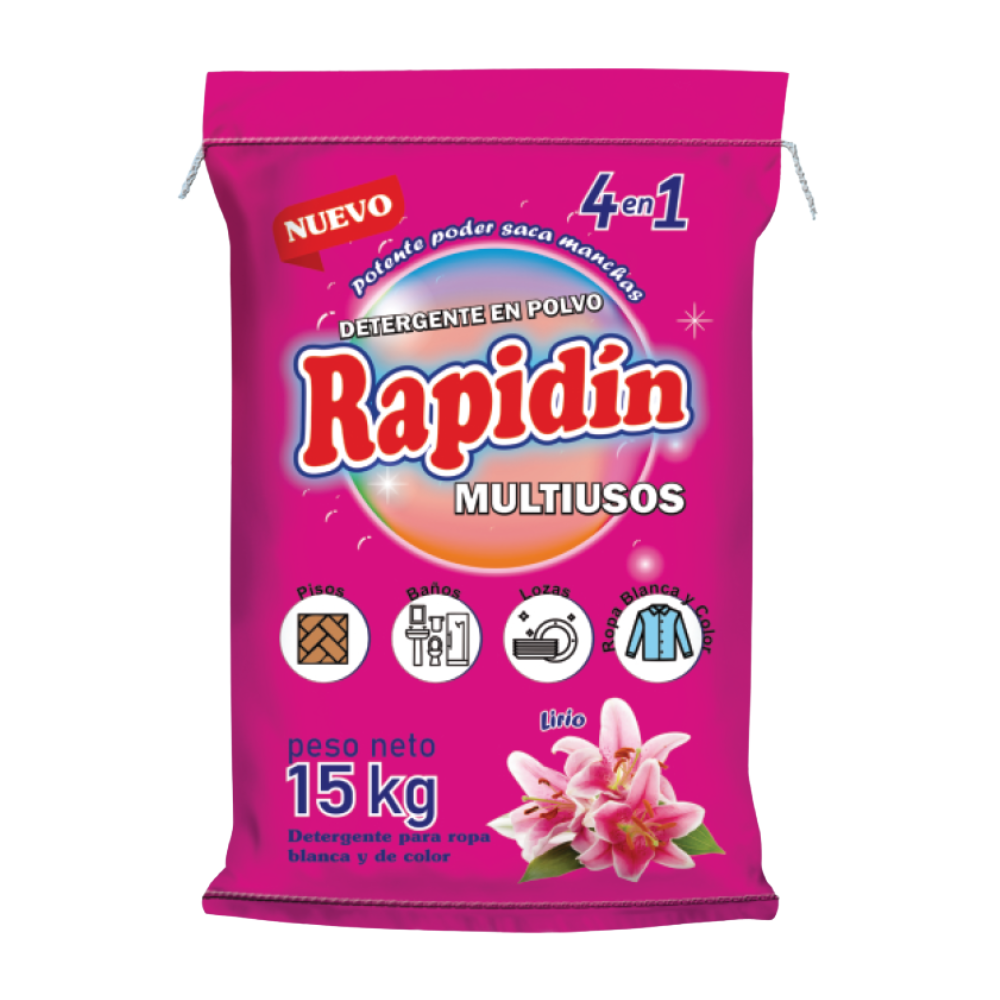 NUEVO
4 en 1
potente poder saca manchas
DETERGENTE EN POLVO
Rapidín
MULTIUSOS
Pisos
Baños
Lozas
Ropa Blanca y Color
Lirio
peso neto
15 kg
Detergente para ropa
blanca y de color